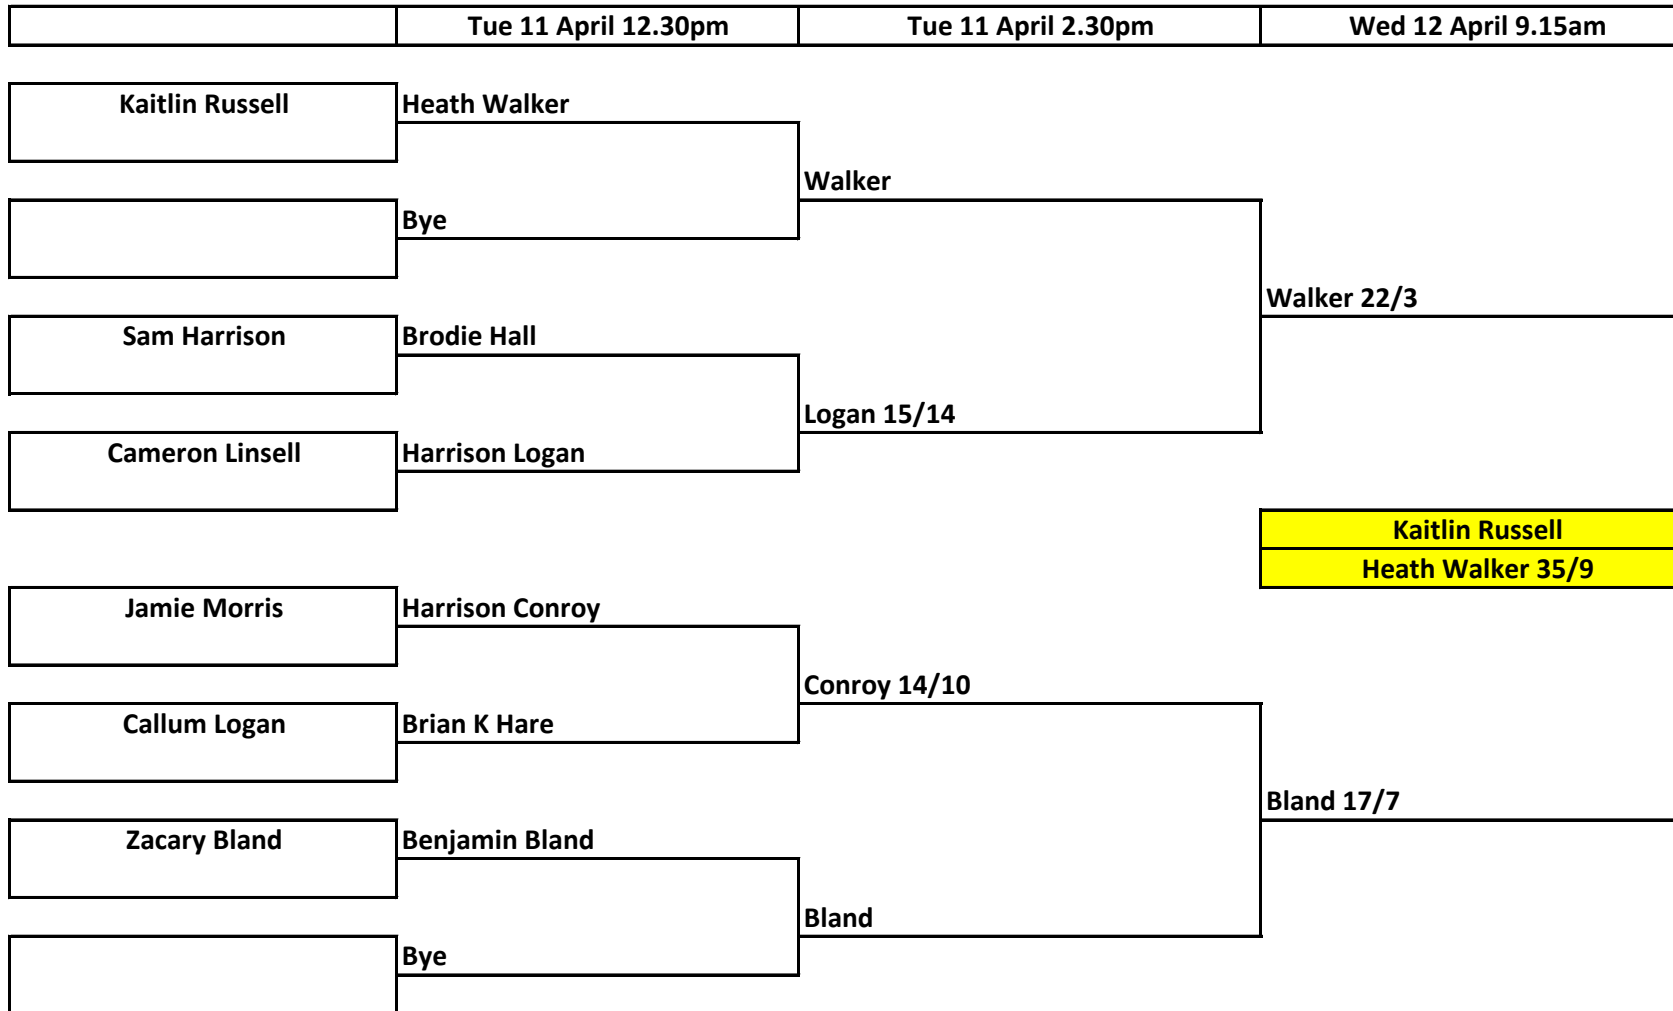 Tue 11 April 12.30pm Tue 11 April 2.30pm Wed 12 April 9.15am
Kaitlin Russell Heath Walker
Walker
Bye
Walker 22/3
Sam Harrison Brodie Hall
Logan 15/14
Cameron Linsell Harrison Logan
Kaitlin Russell
Heath Walker 35/9
Jamie Morris Harrison Conroy
Conroy 14/10
Callum Logan Brian K Hare
Bland 17/7
Zacary Bland Benjamin Bland
Bland
Bye